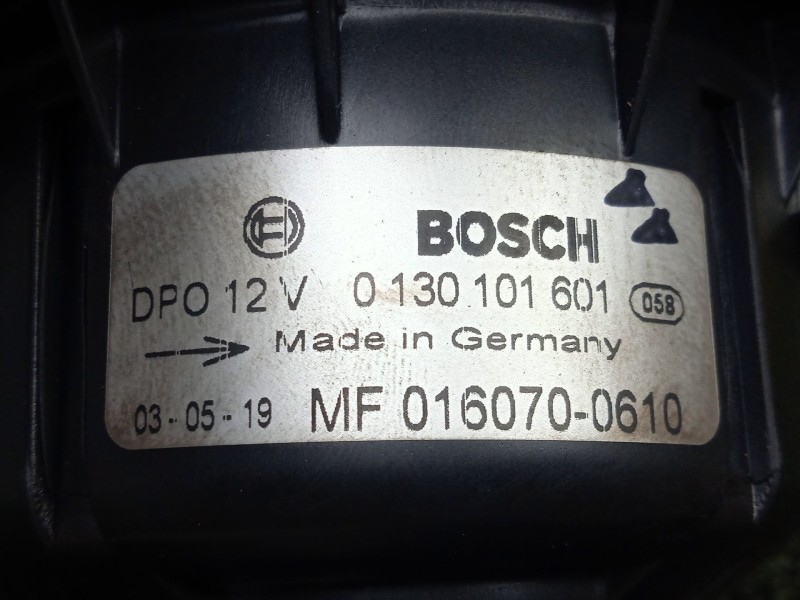 BOSCH
DPO 12 V 0 130 101 601 058
Made in Germany
03-05-19 MF 016070-0610